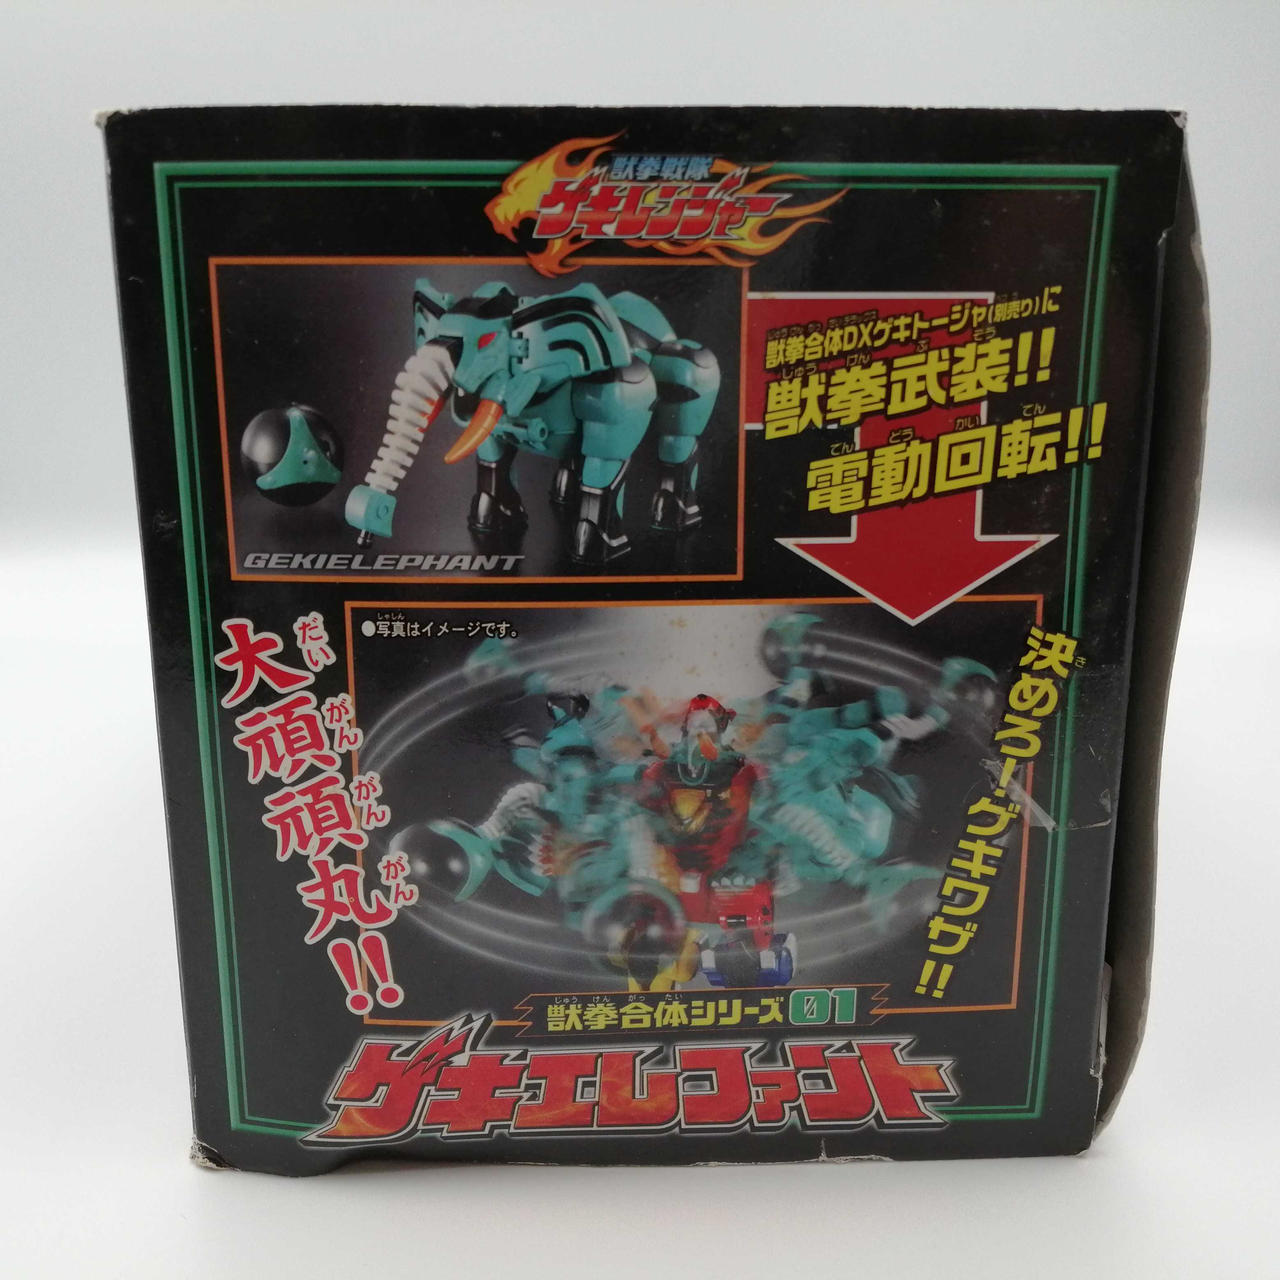 獣拳戦隊
ゲキレンジャー
獣拳合体DXゲキトージャ(別売り)に
獣拳武装!!
電動回転!!
GEKIELEPHANT
●写真はイメージです。
大頑頑丸!!
決めろ!ゲキワザ!!
獣拳合体シリーズ01
ゲキエレファント